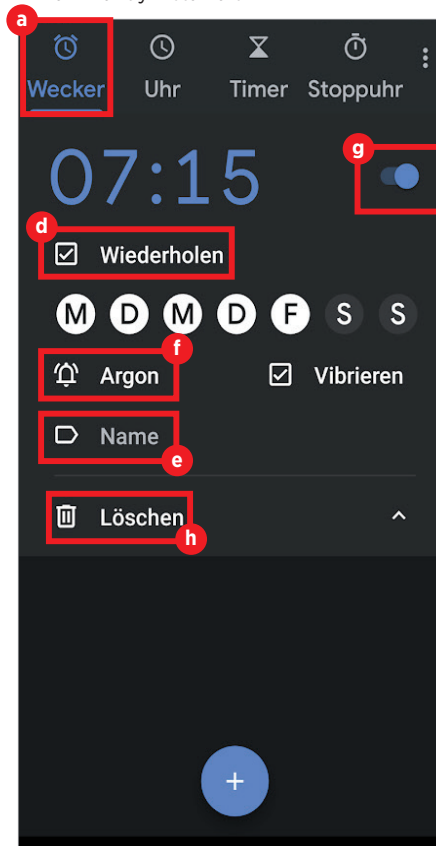 a
Wecker Uhr Timer Stoppuhr
07:15
g
d
Wiederholen
M D M D F S S
f
Argon Vibrieren
Name
e
Löschen
h
+